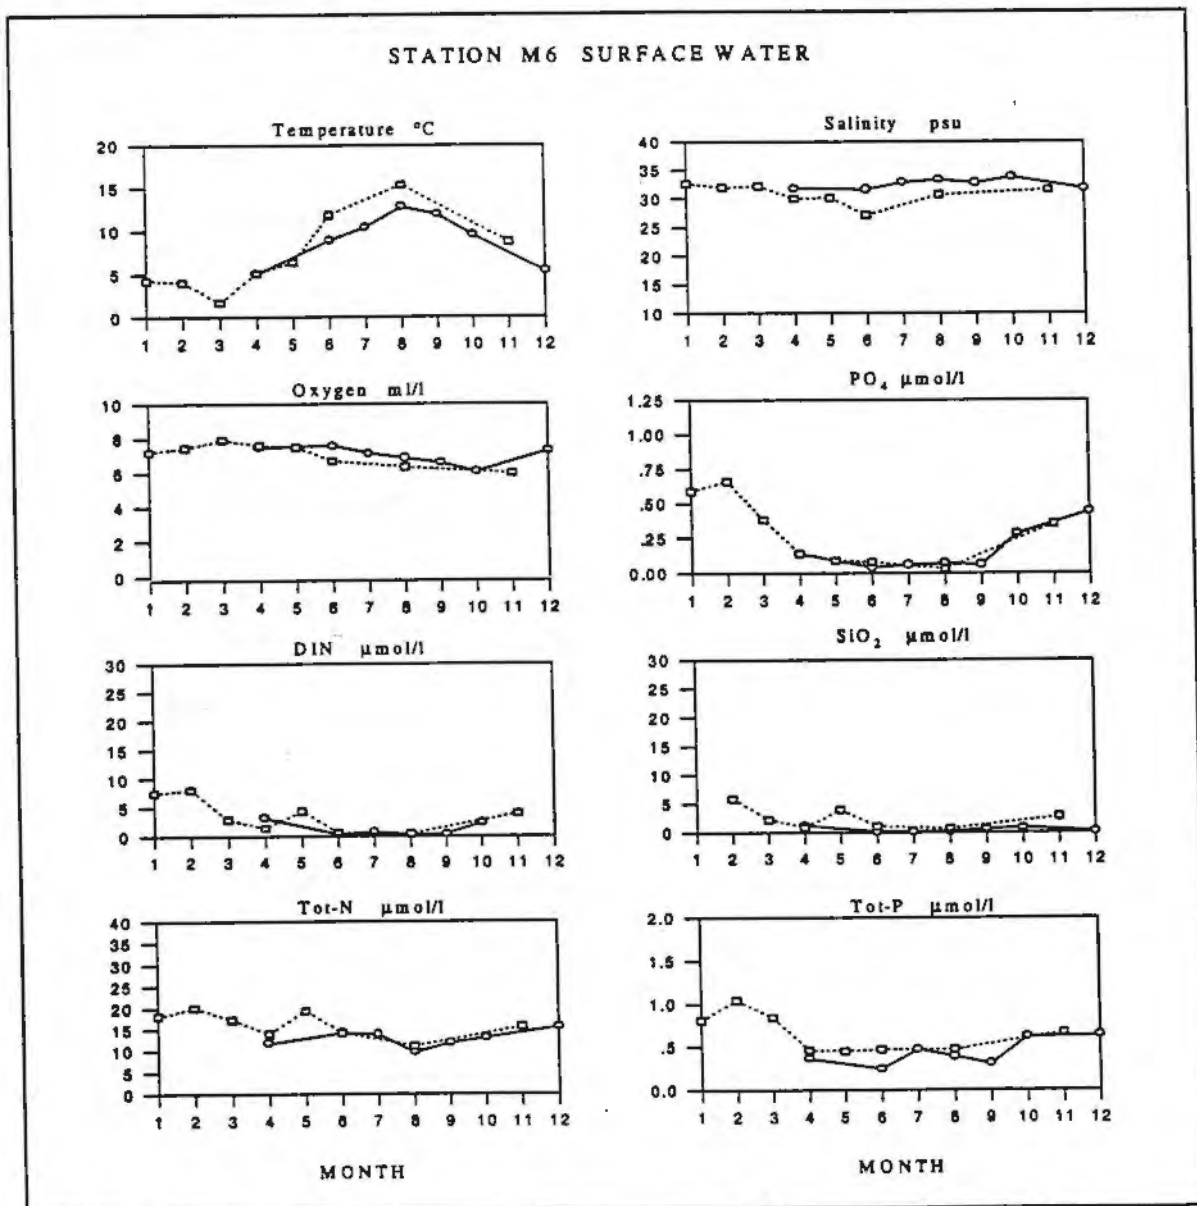 STATION M6 SURFACE WATER
Temperature °C
20
15
10
5
0
1 2 3 4 5 6 7 8 9 10 11 12
Salinity psu
40
35
30
25
20
15
10
1 2 3 4 5 6 7 8 9 10 11 12
Oxygen ml/l
10
8
6
4
2
0
1 2 3 4 5 6 7 8 9 10 11 12
PO₄ µmol/l
1.25
1.00
.75
.50
.25
0.00
1 2 3 4 5 6 7 8 9 10 11 12
DIN µmol/l
30
25
20
15
10
5
0
1 2 3 4 5 6 7 8 9 10 11 12
SiO₂ µmol/l
30
25
20
15
10
5
0
1 2 3 4 5 6 7 8 9 10 11 12
Tot-N µmol/l
40
35
30
25
20
15
10
5
0
1 2 3 4 5 6 7 8 9 10 11 12
MONTH
Tot-P µmol/l
2.0
1.5
1.0
.5
0.0
1 2 3 4 5 6 7 8 9 10 11 12
MONTH